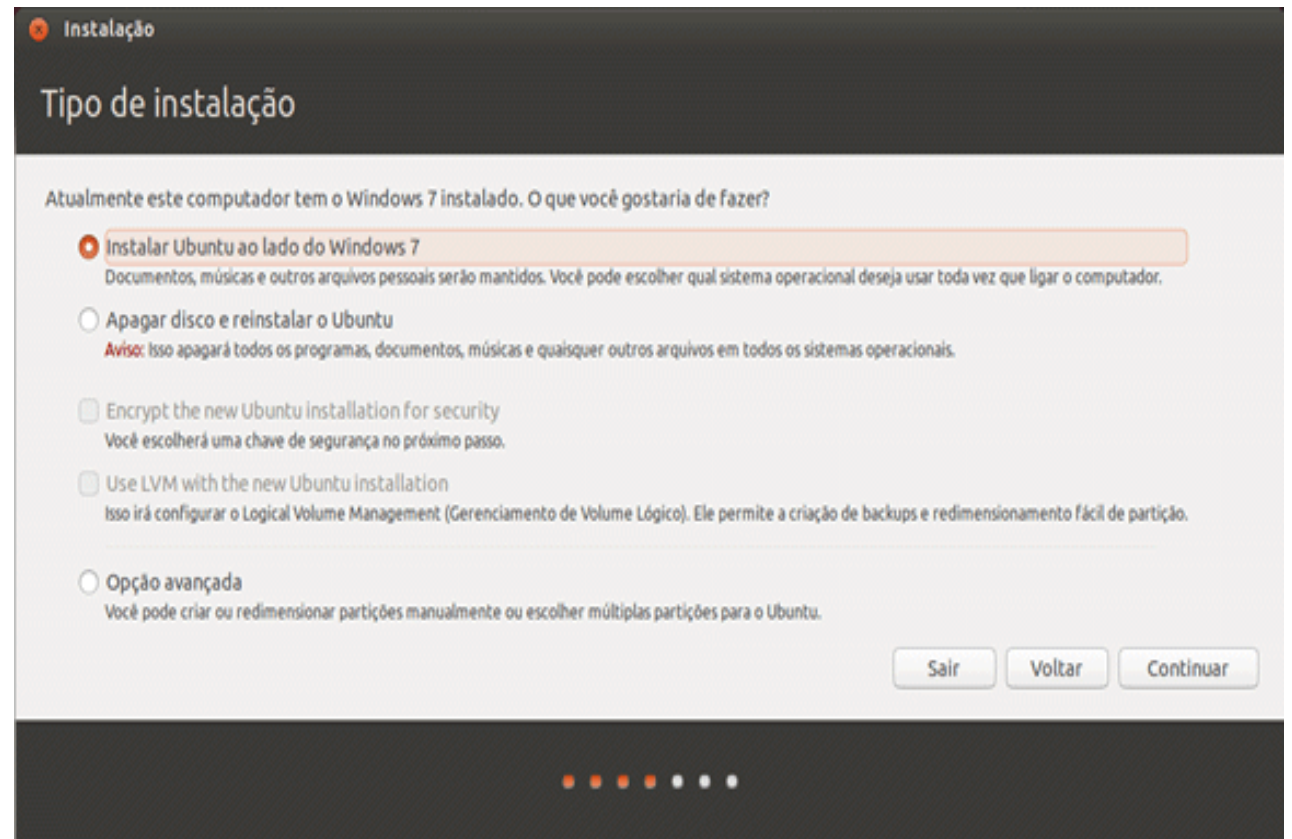 Instalação
Tipo de instalação
Atualmente este computador tem o Windows 7 instalado. O que você gostaria de fazer?
Instalar Ubuntu ao lado do Windows 7
Documentos, músicas e outros arquivos pessoais serão mantidos. Você pode escolher qual sistema operacional deseja usar toda vez que ligar o computador.
Apagar disco e reinstalar o Ubuntu
Aviso: Isso apagará todos os programas, documentos, músicas e quaisquer outros arquivos em todos os sistemas operacionais.
Encrypt the new Ubuntu installation for security
Você escolherá uma chave de segurança no próximo passo.
Use LVM with the new Ubuntu installation
Isso irá configurar o Logical Volume Management (Gerenciamento de Volume Lógico). Ele permite a criação de backups e redimensionamento fácil de partição.
Opção avançada
Você pode criar ou redimensionar partições manualmente ou escolher múltiplas partições para o Ubuntu.
Sair Voltar Continuar